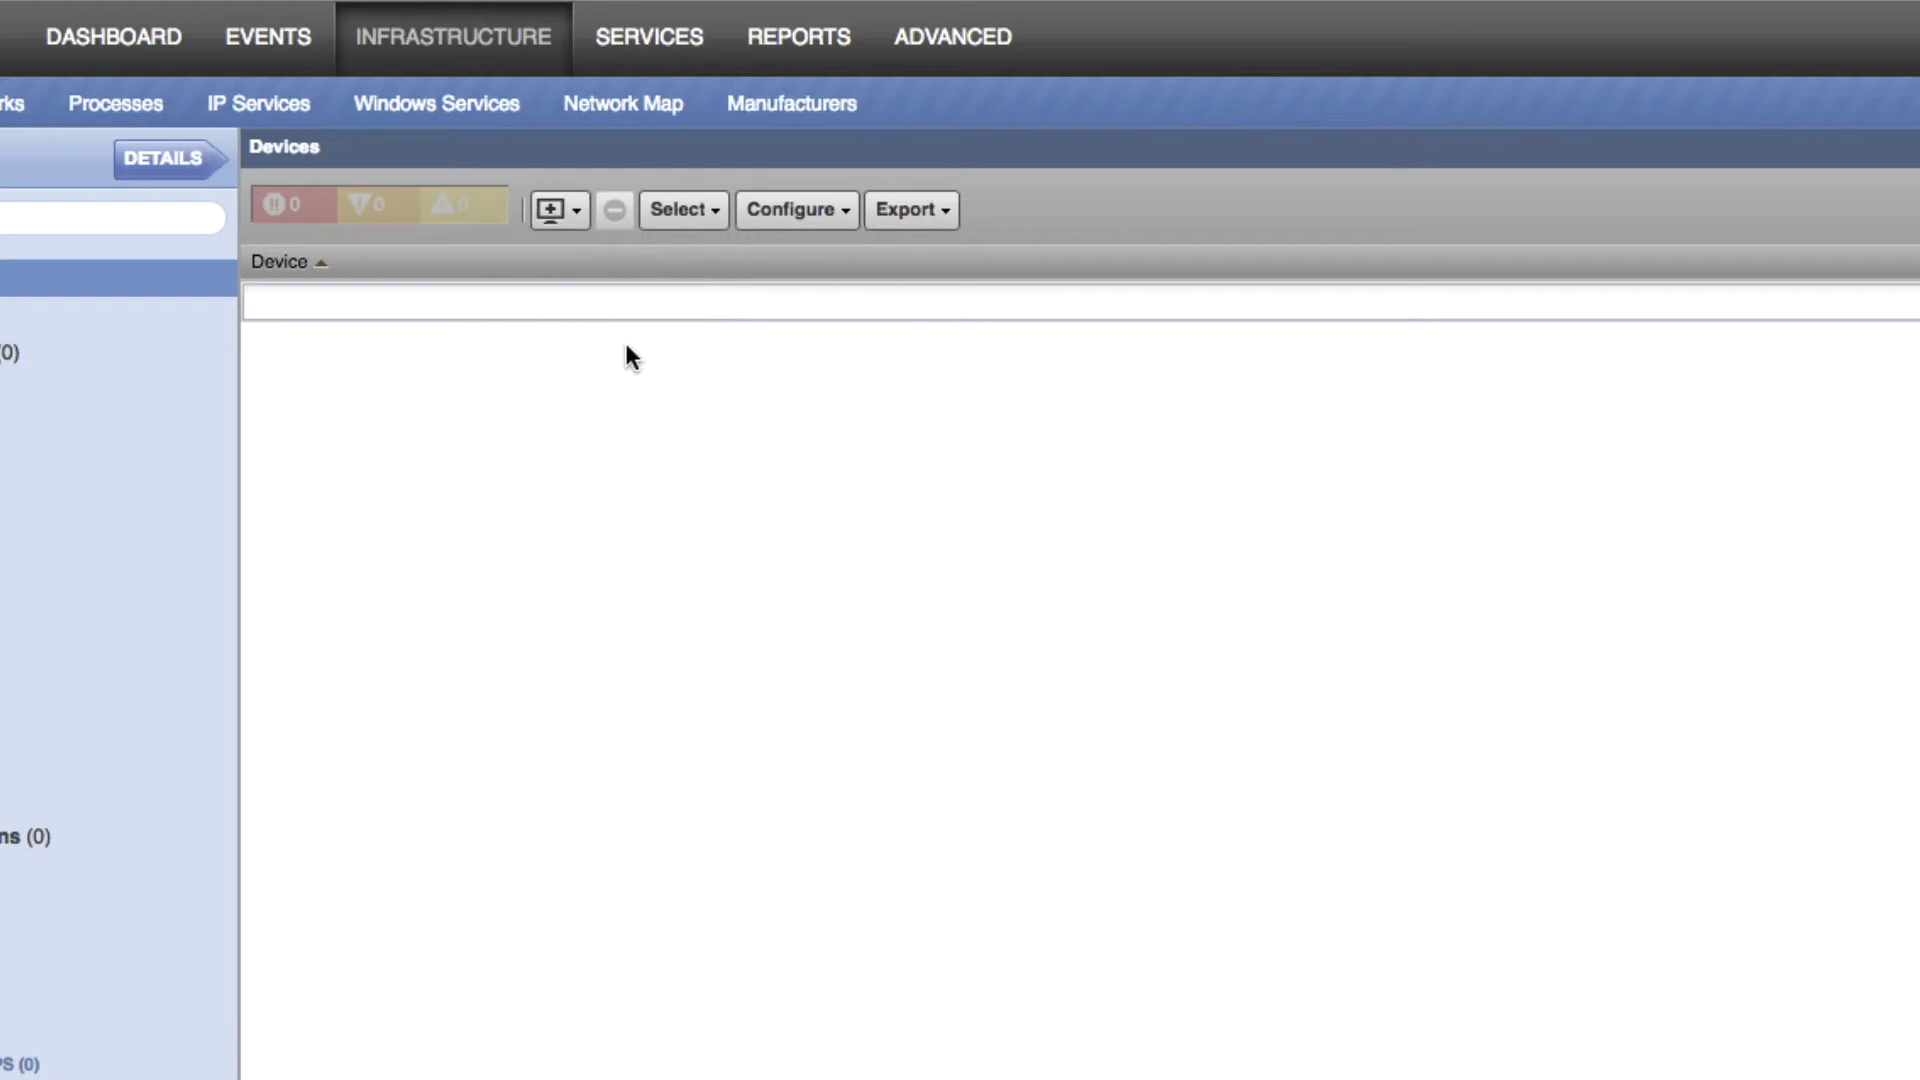 DASHBOARD EVENTS INFRASTRUCTURE SERVICES REPORTS ADVANCED
rks Processes IP Services Windows Services Network Map Manufacturers
DETAILS
Devices
0 0 0 Select Configure Export
Device
(0)
ns (0)
PS (0)